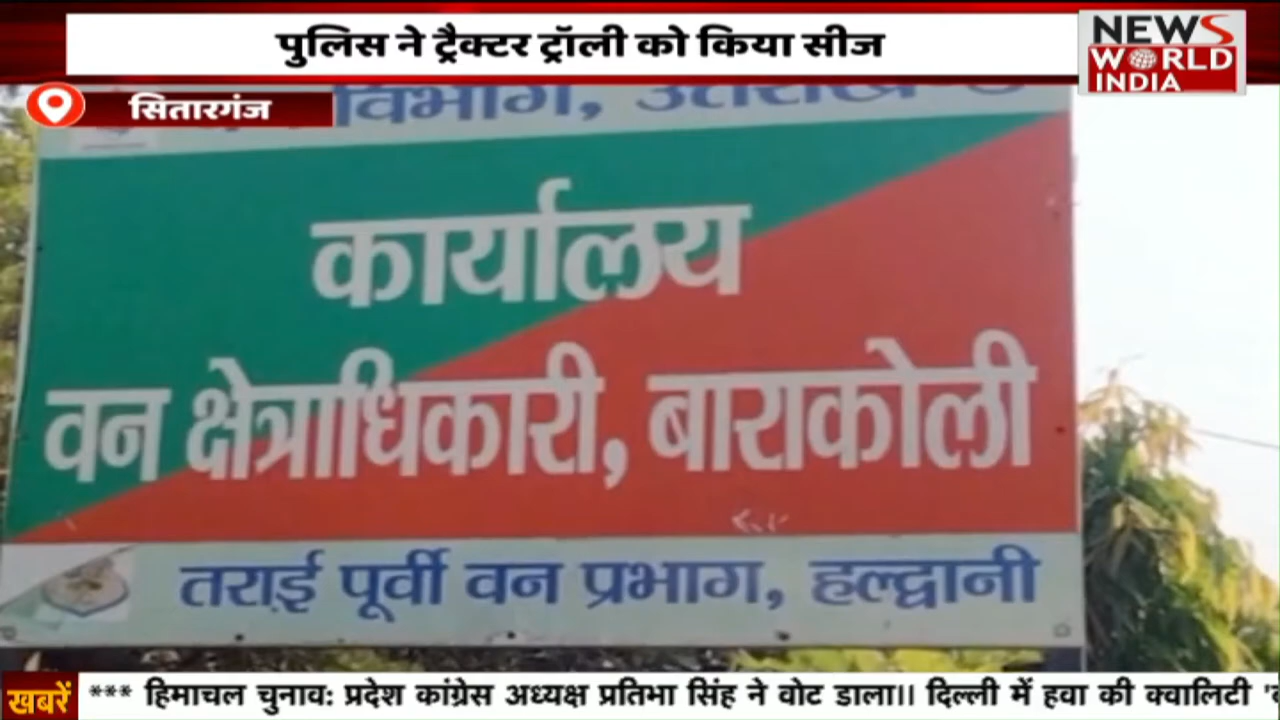 पुलिस ने ट्रैक्टर ट्रॉली को किया सीज
NEWS
WORLD
INDIA
सितारगंज
विभाग, उत्तराखण्ड
कार्यालय
वन क्षेत्राधिकारी, बाराकोली
तराई पूर्वी वन प्रभाग, हल्द्वानी
खबरें
*** हिमाचल चुनाव: प्रदेश कांग्रेस अध्यक्ष प्रतिभा सिंह ने वोट डाला।। दिल्ली में हवा की क्वालिटी